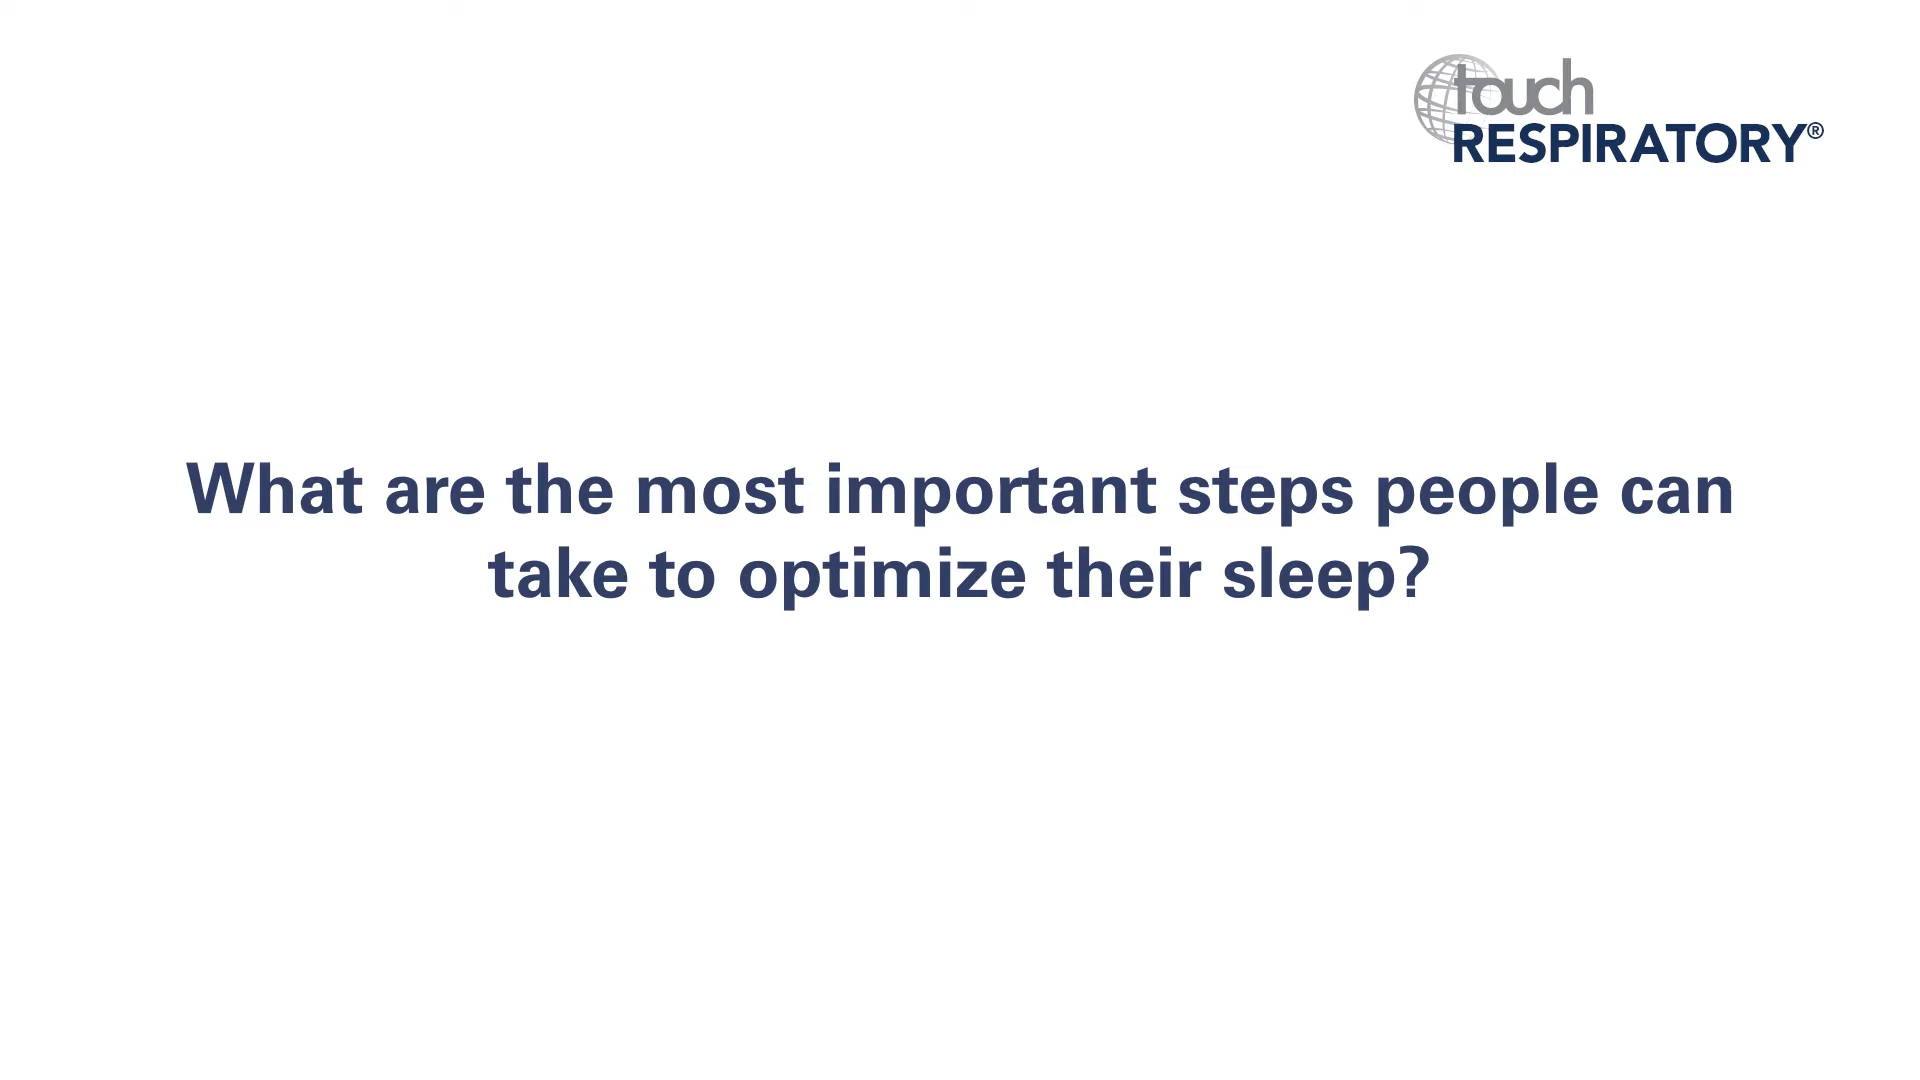 touch
RESPIRATORY®
What are the most important steps people can
take to optimize their sleep?